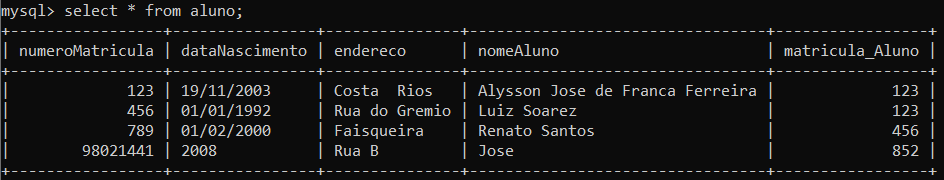 mysql> select * from aluno;
+----------------+----------------+---------------+--------------------------------+-----------------+
| numeroMatricula | dataNascimento | endereco      | nomeAluno                      | matricula_Aluno |
+-----------------+----------------+---------------+--------------------------------+-----------------+
|             123 | 19/11/2003     | Costa  Rios   | Alysson Jose de Franca Ferreira |             123 |
|             456 | 01/01/1992     | Rua do Gremio | Luiz Soarez                    |             123 |
|             789 | 01/02/2000     | Faisqueira    | Renato Santos                  |             456 |
|        98021441 | 2008           | Rua B         | Jose                           |             852 |
+-----------------+----------------+---------------+--------------------------------+-----------------+